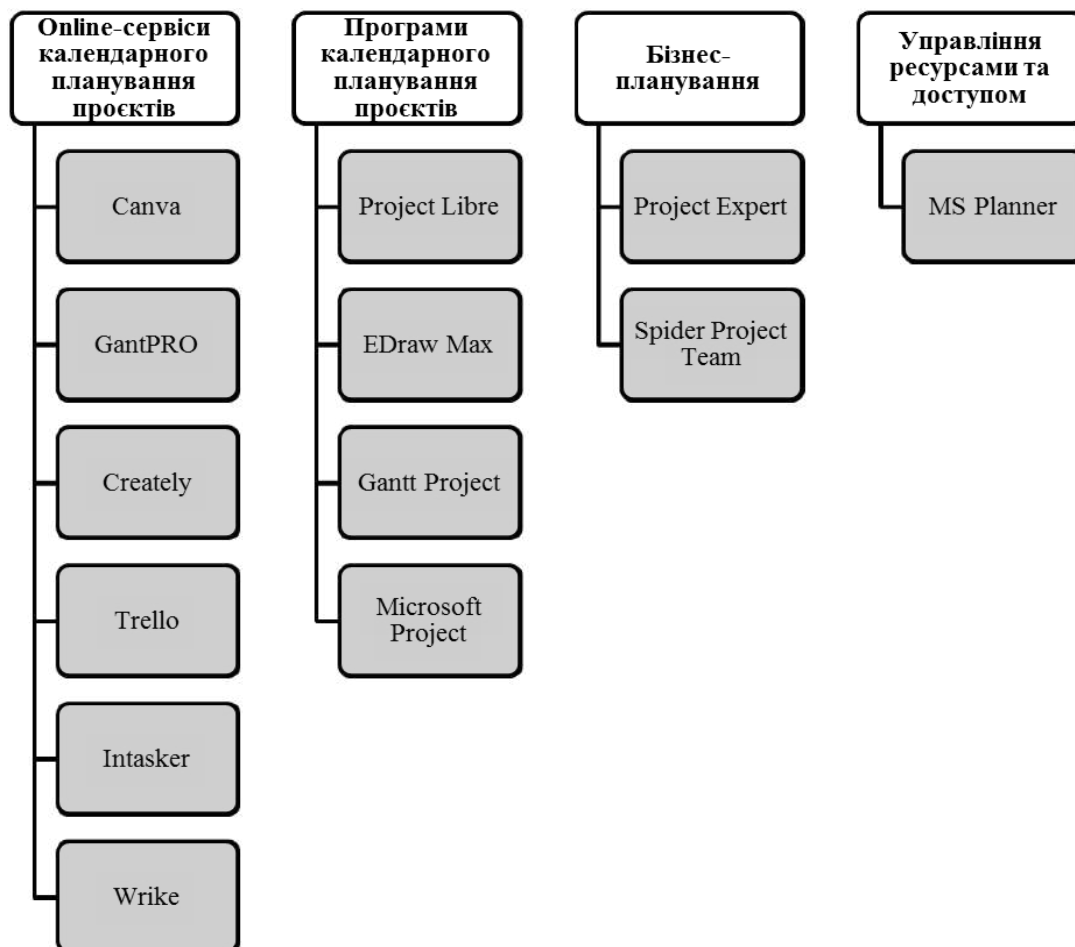 Online-сервіси
календарного
планування
проєктів
Canva
GantPRO
Creately
Trello
Intasker
Wrike
Програми
календарного
планування
проєктів
Project Libre
EDraw Max
Gantt Project
Microsoft
Project
Бізнес-
планування
Project Expert
Spider Project
Team
Управління
ресурсами та
доступом
MS Planner